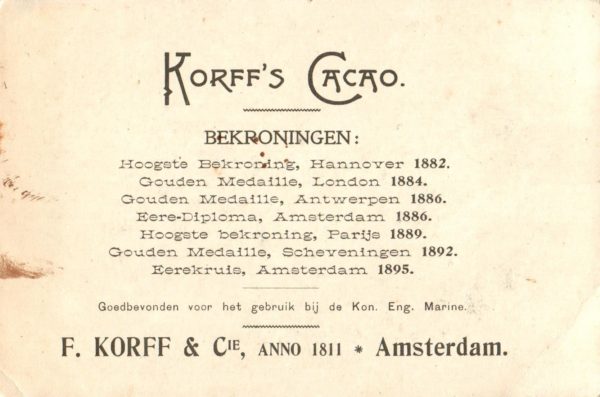 KORFF'S CACAO.
BEKRONINGEN:
Hoogste Bekroning, Hannover 1882.
Gouden Medaille, London 1884.
Gouden Medaille, Antwerpen 1886.
Eere-Diploma, Amsterdam 1886.
Hoogste bekroning, Parijs 1889.
Gouden Medaille, Scheveningen 1892.
Eerekruis, Amsterdam 1895.
Goedbevonden voor het gebruik bij de Kon. Eng. Marine.
F. KORFF & CIE, ANNO 1811 * Amsterdam.